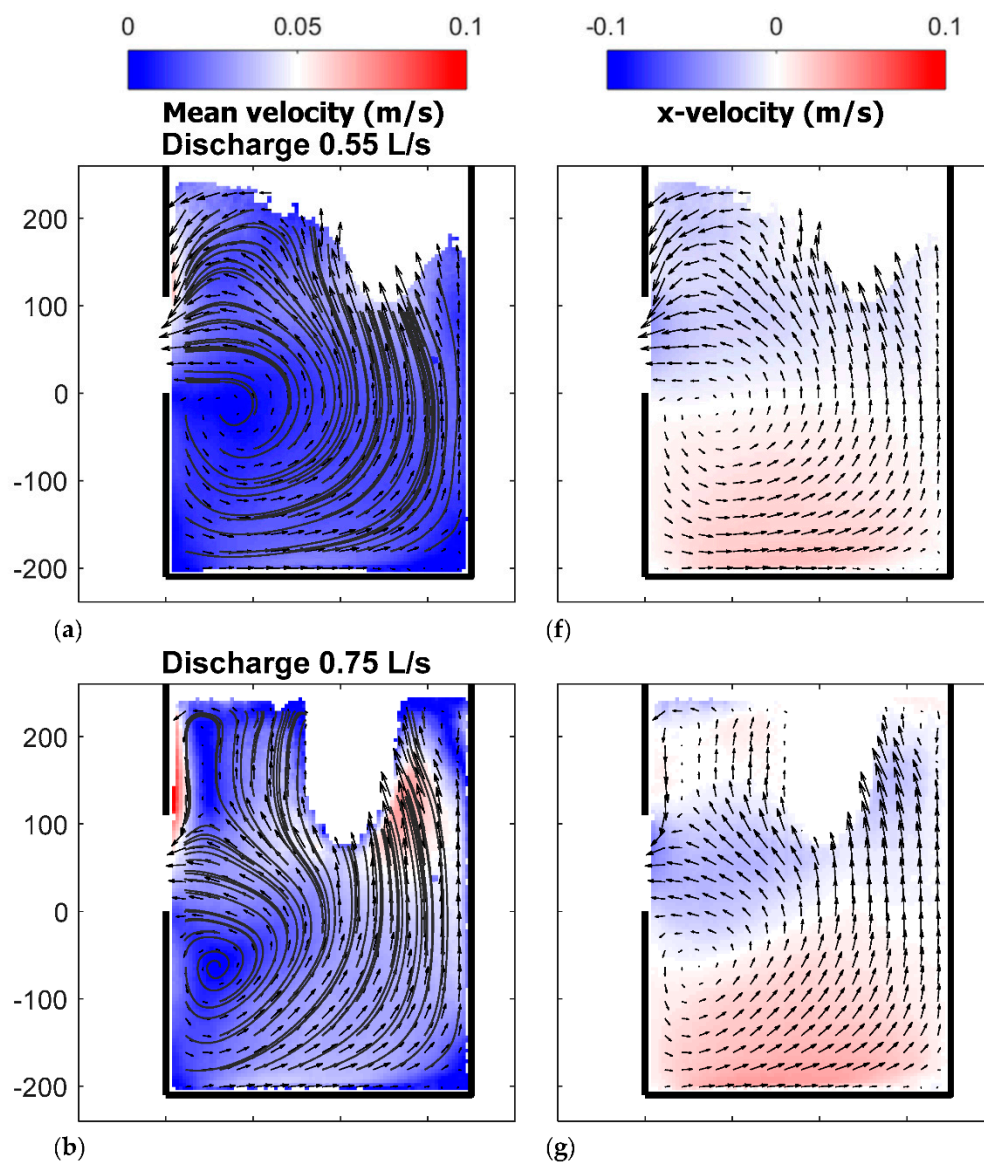 0 0.05 0.1
-0.1 0 0.1
Mean velocity (m/s)
x-velocity (m/s)
Discharge 0.55 L/s
200
100
0
-100
-200
(a)
(f)
Discharge 0.75 L/s
200
100
0
-100
-200
(b)
(g)